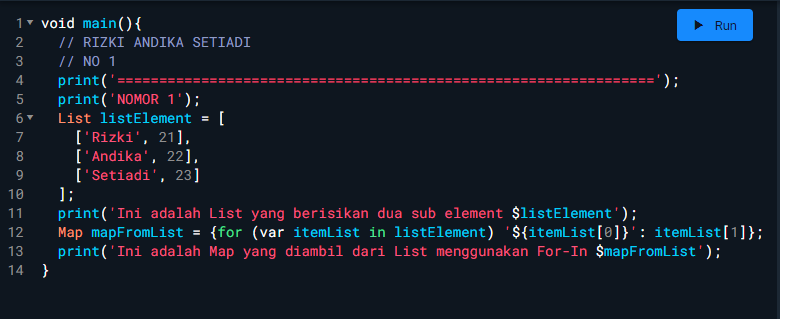 Run
1 void main(){
2 // RIZKI ANDIKA SETIADI
3 // NO 1
4 print('================================================================');
5 print('NOMOR 1');
6 List listElement = [
7 ['Rizki', 21],
8 ['Andika', 22],
9 ['Setiadi', 23]
10 ];
11 print('Ini adalah List yang berisikan dua sub element $listElement');
12 Map mapFromList = {for (var itemList in listElement) '${itemList[0]}': itemList[1]};
13 print('Ini adalah Map yang diambil dari List menggunakan For-In $mapFromList');
14 }